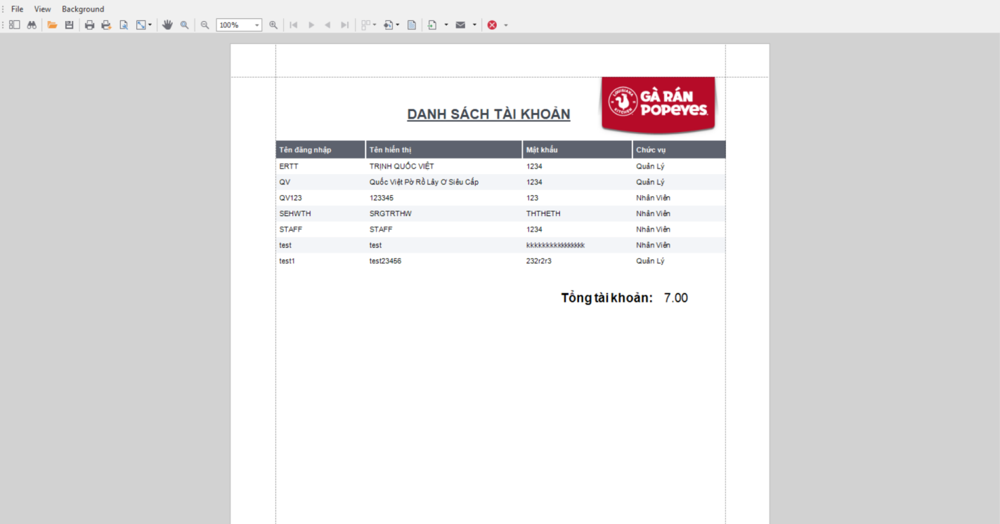 File View Background
100%
LOUISIANA
KITCHEN
GÀ RÁN
POPEYES
DANH SÁCH TÀI KHOẢN
Tên đăng nhập Tên hiển thị Mật khẩu Chức vụ
ERTT TRỊNH QUỐC VIỆT 1234 Quản Lý
QV Quốc Việt Pờ Rồ Lây Ơ Siêu Cấp 1234 Quản Lý
QV123 123345 123 Nhân Viên
SEHWTH SRGTRTHW THTHETH Nhân Viên
STAFF STAFF 1234 Nhân Viên
test test kkkkkkkkkkkkkkkk Nhân Viên
test1 test23456 232r2r3 Quản Lý
Tổng tài khoản: 7.00